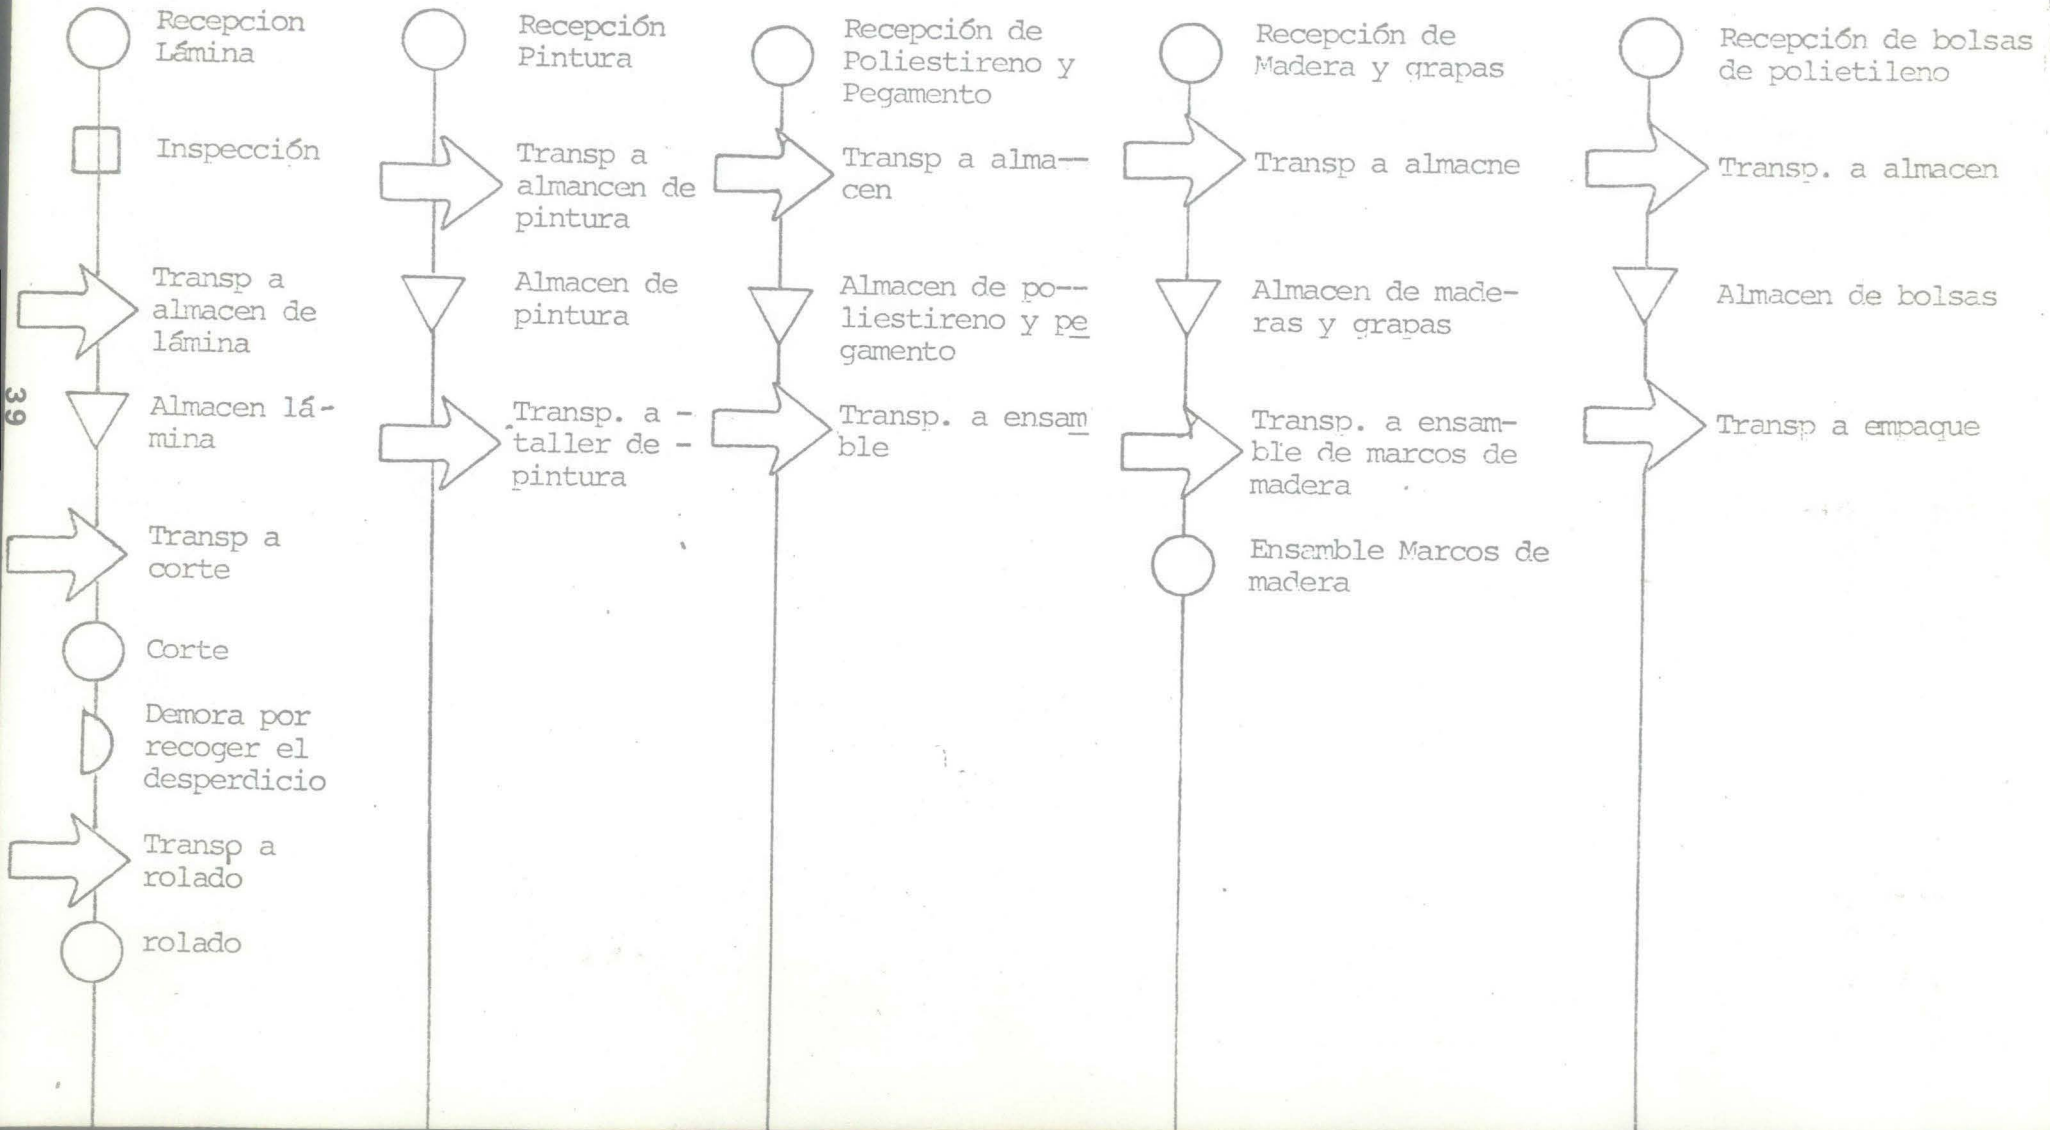 Recepcion
Lámina
Inspección
Transp a
almacen de
lámina
Almacen lá-
mina
Transp a
corte
Corte
Demora por
recoger el
desperdicio
Transp a
rolado
rolado
Recepción
Pintura
Transp a
almancen de
pintura
Almacen de
pintura
Transp. a -
taller de -
pintura
Recepción de
Poliestireno y
Pegamento
Transp a alma—
cen
Almacen de po--
liestireno y pe
gamento
Transp. a ensam
ble
Recepción de
Madera y grapas
Transp a almacne
Almacen de made-
ras y grapas
Transp. a ensam-
ble de marcos de
madera
Ensamble Marcos de
madera
Recepción de bolsas
de polietileno
Transp. a almacen
Almacen de bolsas
Transp a empaque
39